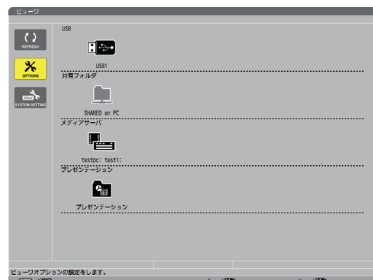 ビューワ
USB
REFRESH
USB1
OPTIONS
共有フォルダ
SYSTEM SETTING
SHARED on PC
メディアサーバ
testpc: test1:
プレゼンテーション
プレゼンテーション
ビューワオプションの設定をします。